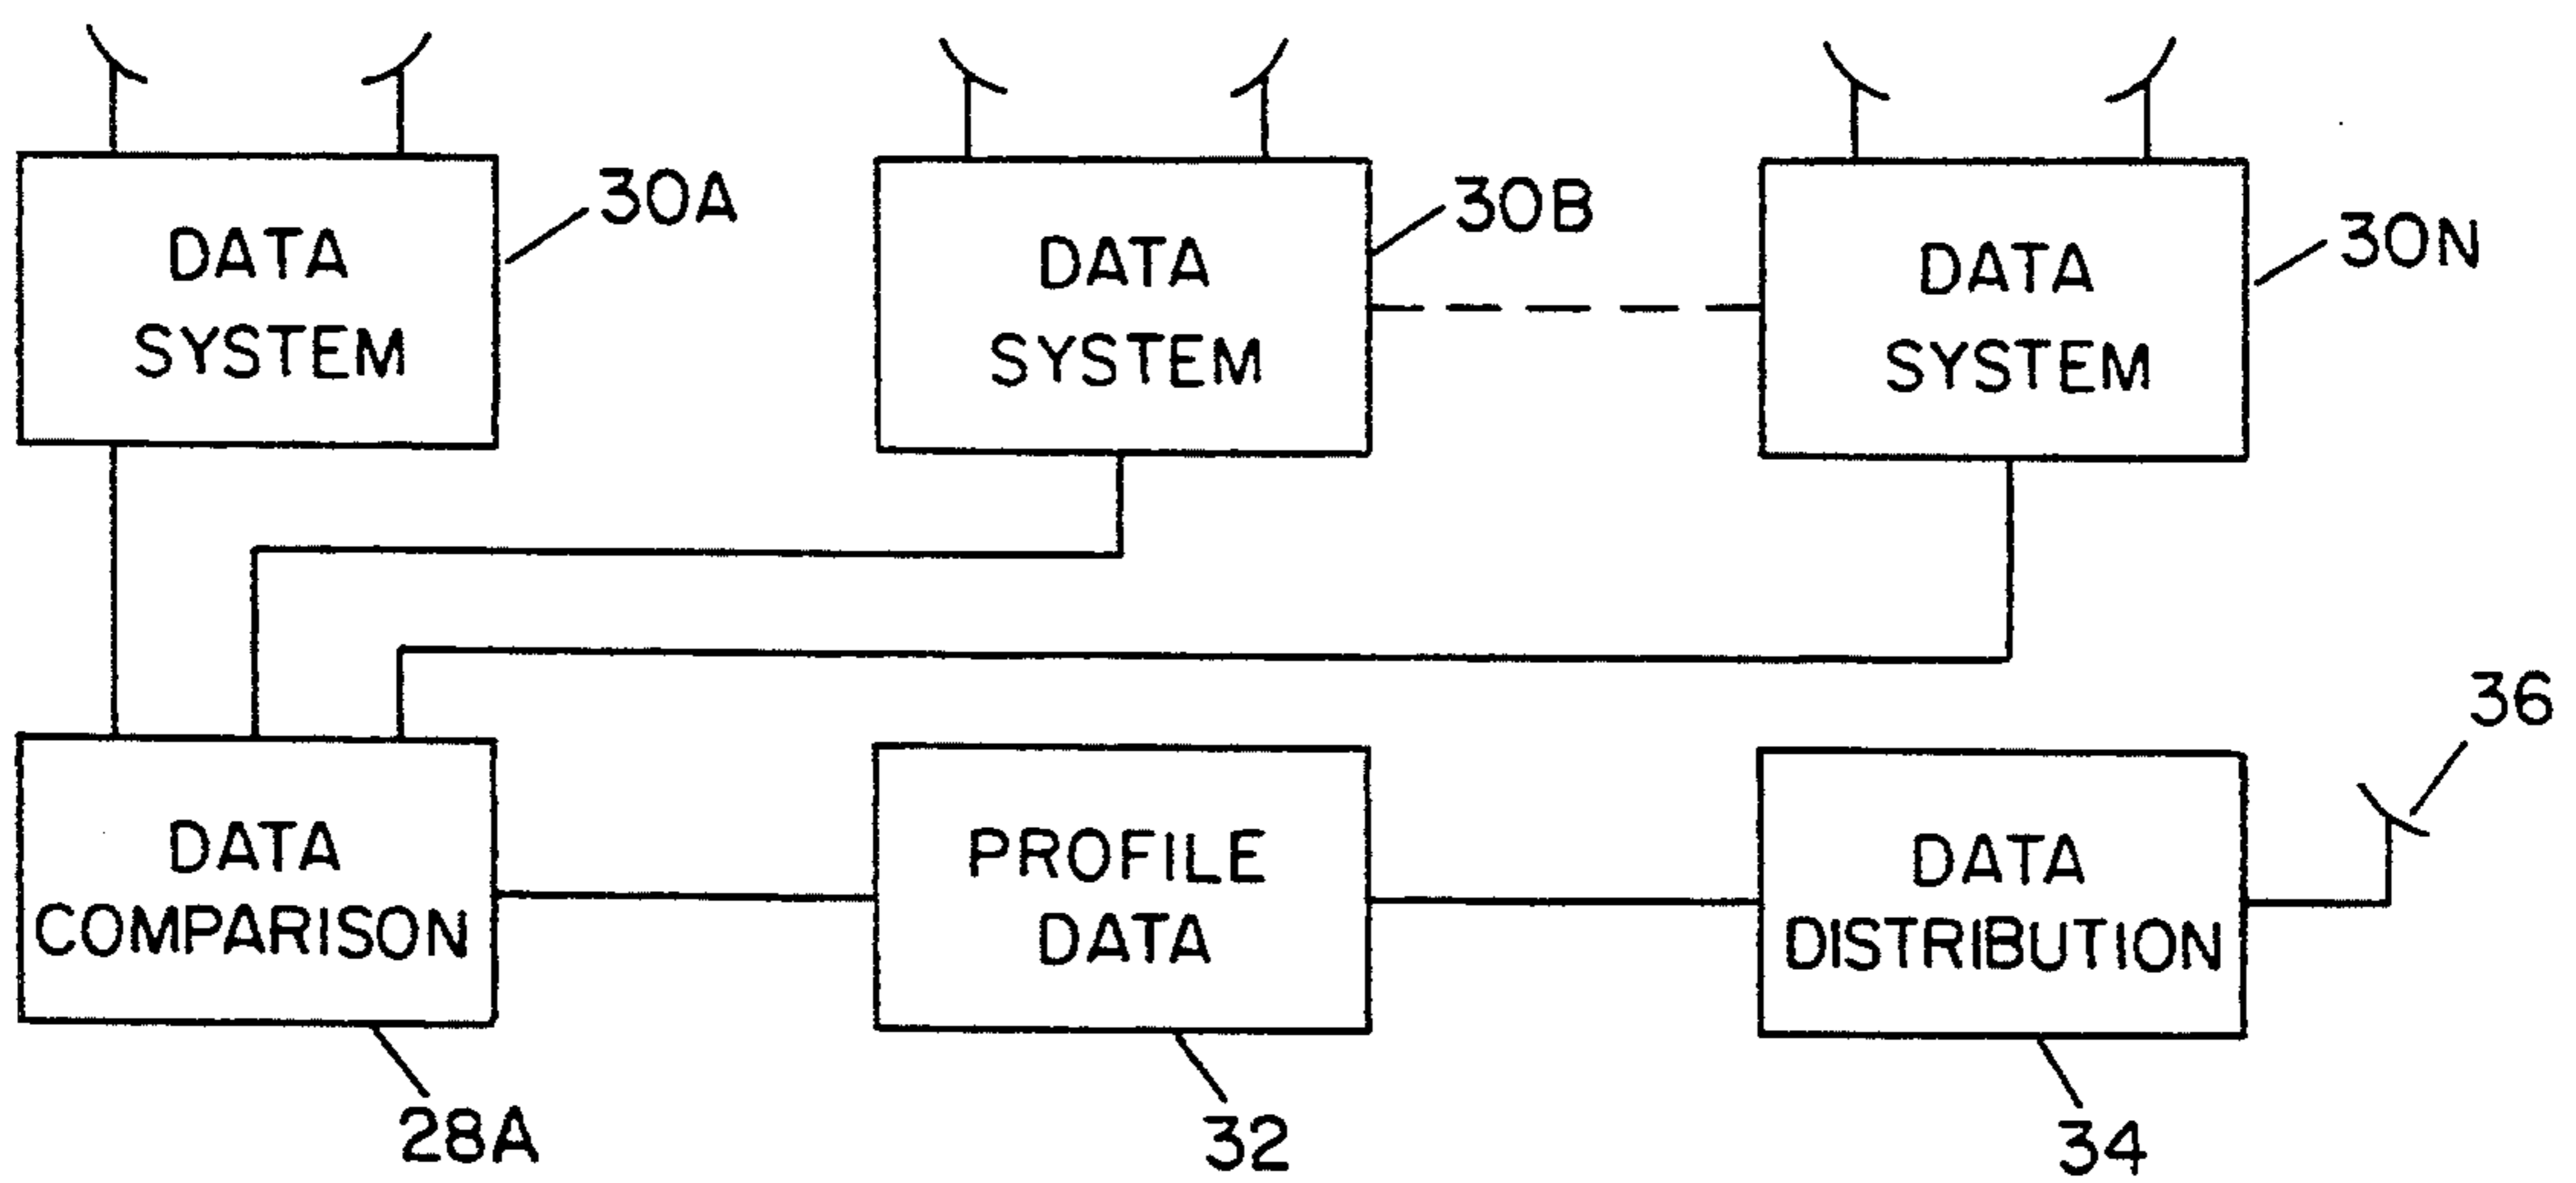 DATA
SYSTEM
30A
DATA
SYSTEM
30B
DATA
SYSTEM
30N
DATA
COMPARISON
28A
PROFILE
DATA
32
DATA
DISTRIBUTION
34
36